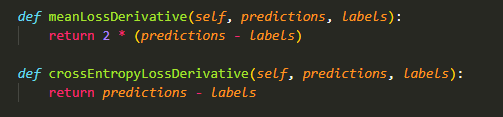 def meanLossDerivative(self, predictions, labels):
    return 2 * (predictions - labels)
def crossEntropyLossDerivative(self, predictions, labels):
    return predictions - labels